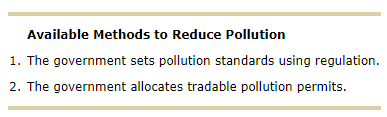 Available Methods to Reduce Pollution
1. The government sets pollution standards using regulation.
2. The government allocates tradable pollution permits.